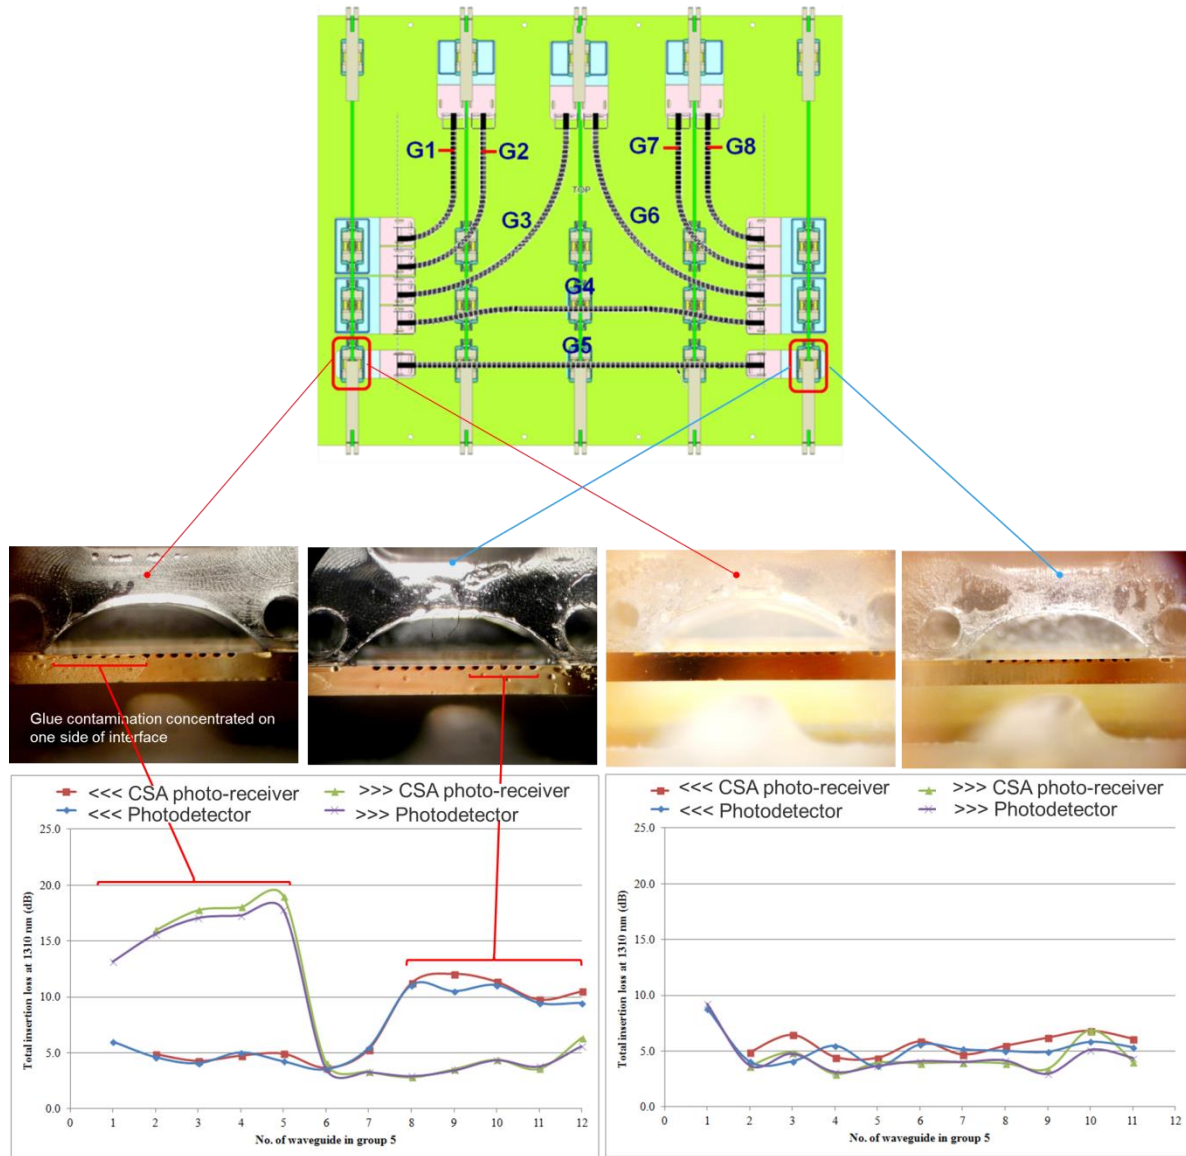 G1
G2
G7
G8
TOP
G3
G6
G4
G5
Glue contamination concentrated on
one side of interface
<<< CSA photo-receiver
>>> CSA photo-receiver
<<< Photodetector
>>> Photodetector
25.0
20.0
15.0
10.0
5.0
0.0
Total insertion loss at 1310 nm (dB)
0 1 2 3 4 5 6 7 8 9 10 11 12
No. of waveguide in group 5
<<< CSA photo-receiver
>>> CSA photo-receiver
<<< Photodetector
>>> Photodetector
25.0
20.0
15.0
10.0
5.0
0.0
Total insertion loss at 1310 nm (dB)
0 1 2 3 4 5 6 7 8 9 10 11 12
No. of waveguide in group 5